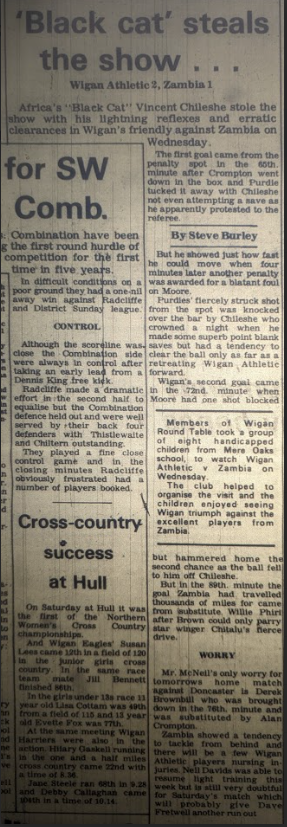 'Black cat' steals
the show . . .
Wigan Athletic 2, Zambia 1
Africa's "Black Cat" Vincent Chileshe stole the
show with his lightning reflexes and erratic
clearances in Wigan's friendly against Zambia on
Wednesday.
The first goal came from the
penalty spot in the 65th.
minute after Crompton went
down in the box and Purdie
tucked it away with Chileshe
not even attempting a save as
he apparently protested to the
referee.
By Steve Burley
But he showed just how fast
he could move when four
minutes later another penalty
was awarded for a blatant foul
on Moore.
Purdies' fiercely struck shot
from the spot was knocked
over the bar by Chileshe who
crowned a night when he
made some superb point blank
saves but had a tendency to
clear the ball only as far as a
retreating Wigan Athletic
forward.
Wigan's second goal came
in the 72nd. minute when
Moore had one shot blocked
Members of Wigan
Round Table took a group
of eight handicapped
children from Mere Oaks
school, to watch Wigan
Athletic v Zambia on
Wednesday.
The club helped to
organise the visit and the
children enjoyed seeing
Wigan triumph against the
excellent players from
Zambia.
but hammered home the
second chance as the ball fell
to him off Chileshe.
But in the 89th. minute the
goal Zambia had travelled
thousands of miles for came
from substitute. Willie Phiri
after Brown could only parry
star winger Chitalu's fierce
drive.
WORRY
Mr. McNeil's only worry for
tomorrows home match
against Doncaster is Derek
Brownbill who was brought
down in the 76th. minute and
was substituted by Alan
Crompton.
Zambia showed a tendency
to tackle from behind and
there will be a few Wigan
Athletic players nursing in-
juries. Neil Davids was able to
resume light training this
week but is still very doubtful
for Saturday's match which
will probably give Dave
Fretwell another run out
for SW
Comb.
Combination have been
g the first round hurdle of
competition for the first
time in five years.
In difficult conditions on a
poor ground they had a one-nil
away win against Radcliffe
and District Sunday league.
CONTROL
Although the scoreline was
close the Combination side
were always in control after
taking an early lead from a
Dennis King free kick.
Radcliffe made a dramatic
effort in the second half to
equalise but the Combination
defence held out and were well
served by their back four
defenders with Thistlewaite
and Chiltern outstanding.
They played a fine close
control game and in the
closing minutes Radcliffe
obviously frustrated had a
number of players booked.
Cross-country
success
at Hull
On Saturday at Hull it was
the first of the Northern
Women's Cross Country
championships.
And Wigan Eagles' Susan
Lees came 12th in a field of 120
in the junior girls cross
country. In the same race
team mate Jill Bennett
finished 86th.
In the girls under 13s race 11
year old Lisa Cottam was 49th
from a field of 115 and 13 year
old Evelle Fox was 77th.
At the same meeting Wigan
Harriers were also in the
action. Hilary Gaskell running
in the one and a half miles
cross country came 22nd with
a time of 8.36.
Jane Steele ran 68th in 9.28
and Debby Callaghan came
104th in a time of 10.14.